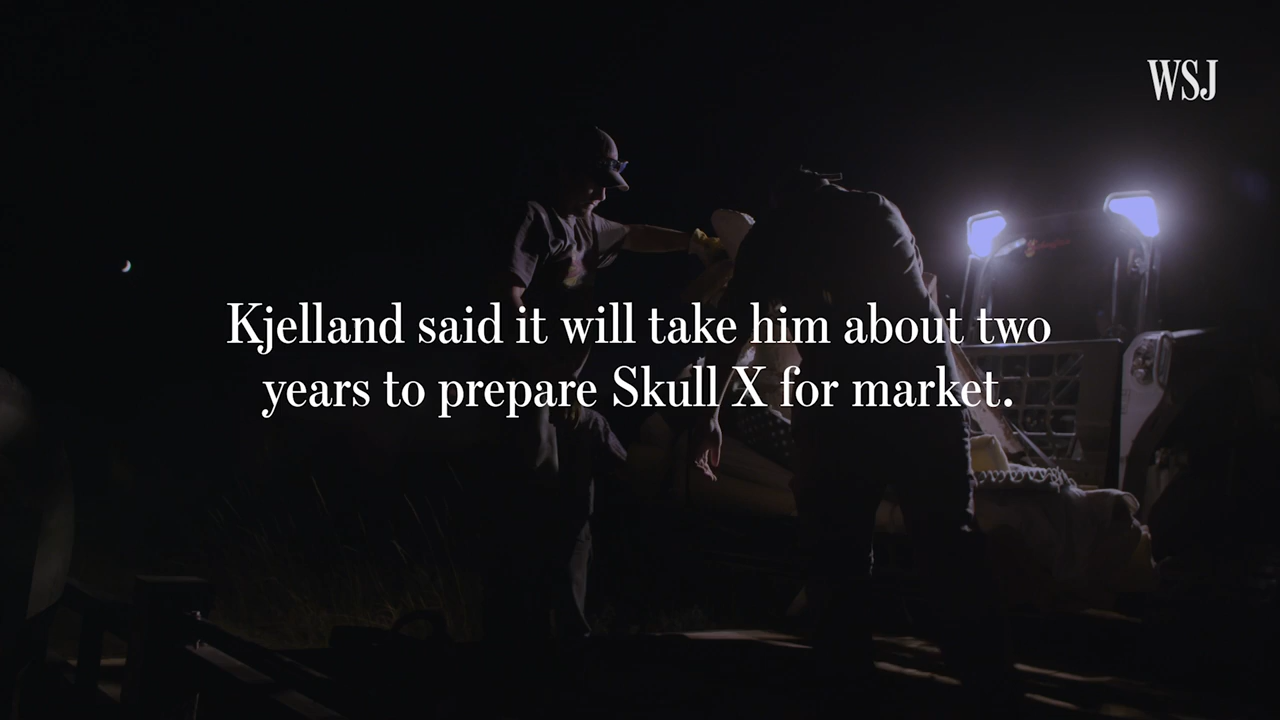 WSJ
Kjelland said it will take him about two
years to prepare Skull X for market.